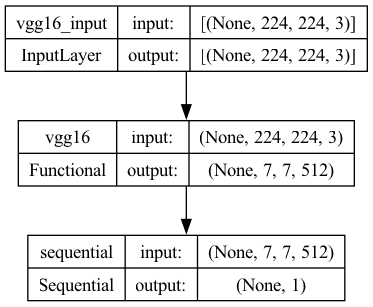 vgg16_input input: [(None, 224, 224, 3)]
InputLayer output: [(None, 224, 224, 3)]
vgg16 input: (None, 224, 224, 3)
Functional output: (None, 7, 7, 512)
sequential input: (None, 7, 7, 512)
Sequential output: (None, 1)